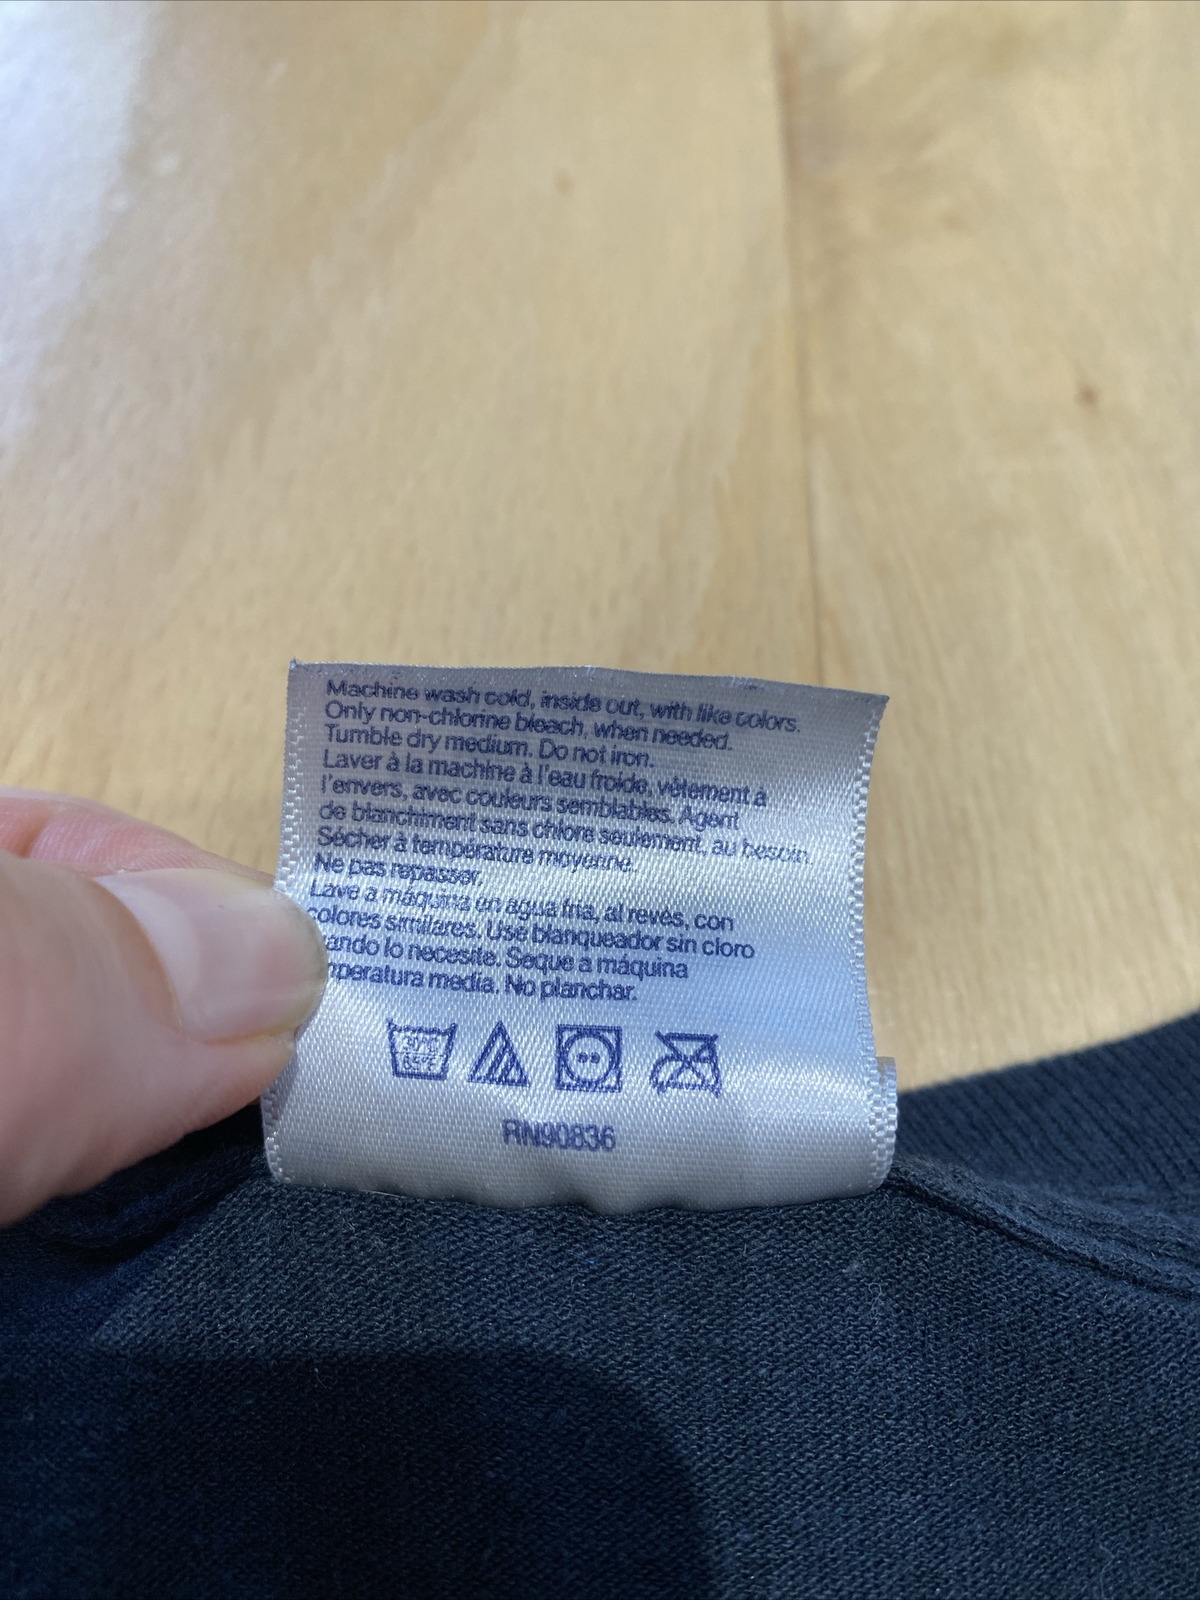 Machine wash cold, inside out, with like colors.
Only non-chlorine bleach, when needed.
Tumble dry medium. Do not iron.
Laver à la machine à l'eau froide, vêtement à
l'envers, avec couleurs semblables. Agent
de blanchiment sans chlore seulement, au besoin.
Sécher à température moyenne.
Ne pas repasser.
Lave a máquina en agua fria, al revés, con
colores similares. Use blanqueador sin cloro
ando lo necesite. Seque a máquina
mperatura media. No planchar.
30°C
85°F
RN90836